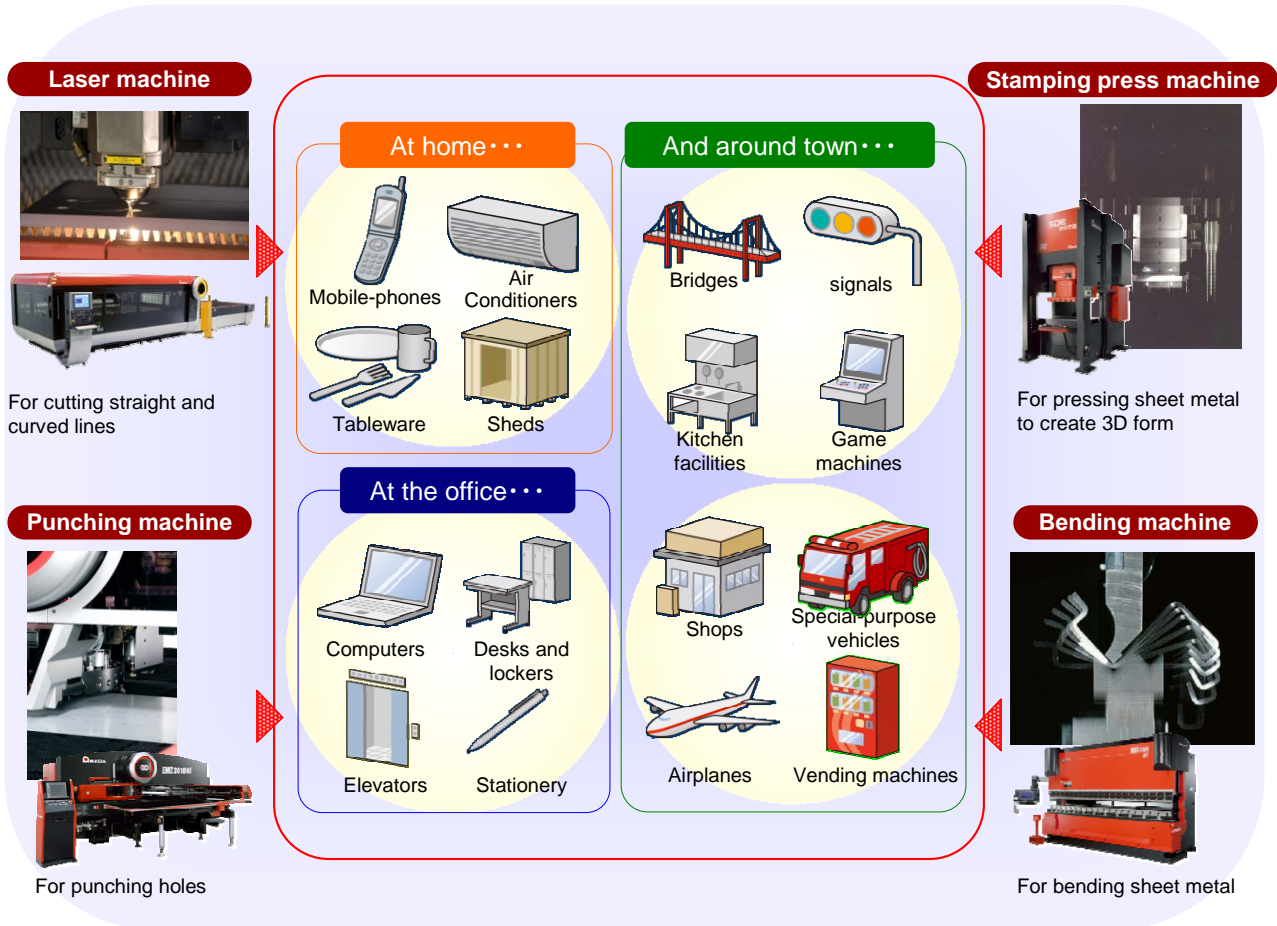 Laser machine
For cutting straight and
curved lines
Punching machine
AMADA
EMZ3510NT
For punching holes
At home･･･
Mobile-phones
Air
Conditioners
Tableware
Sheds
At the office･･･
Computers
Desks and
lockers
Elevators
Stationery
And around town･･･
Bridges
signals
Kitchen
facilities
Game
machines
Shops
Special-purpose
vehicles
Airplanes
Vending machines
Stamping press machine
SDE
For pressing sheet metal
to create 3D form
Bending machine
For bending sheet metal